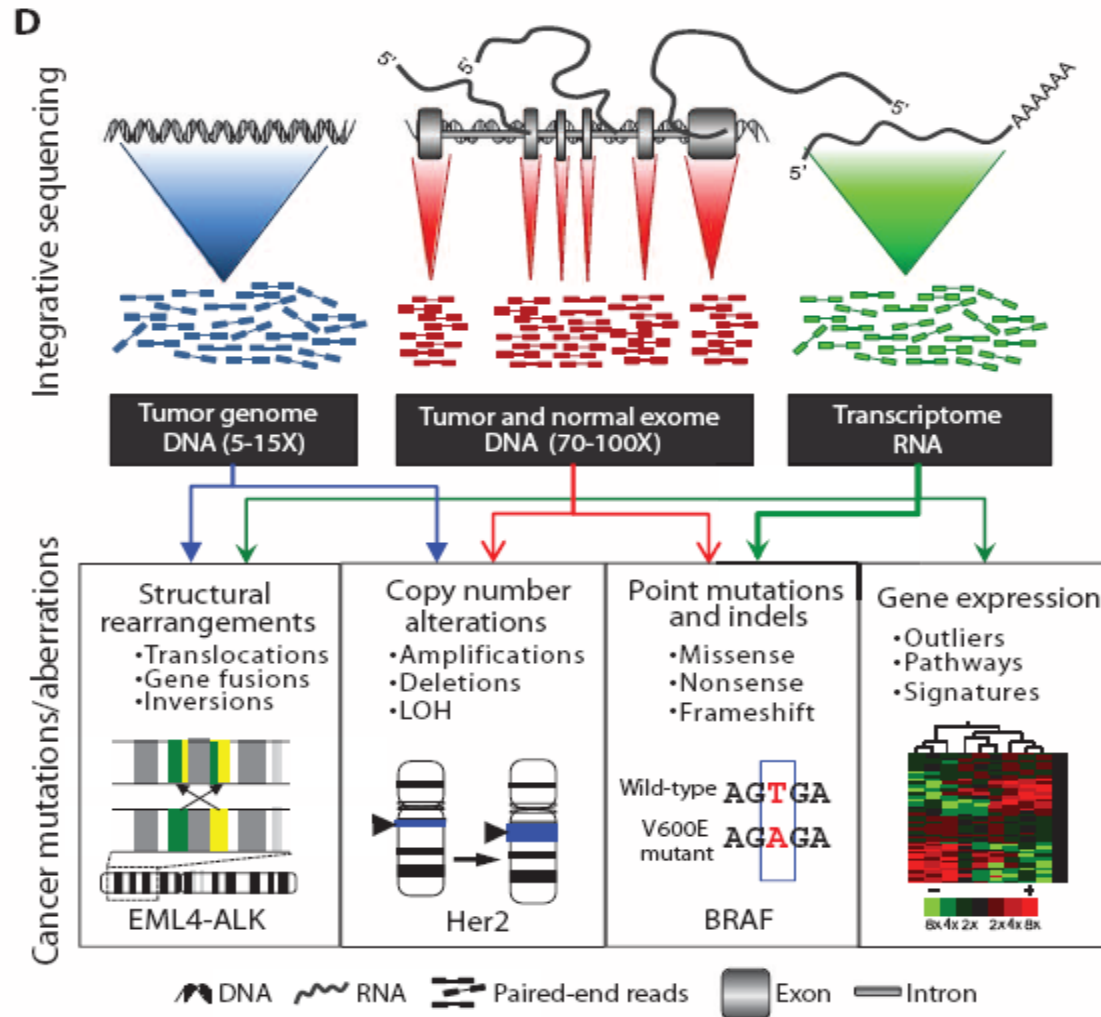 D
Integrative sequencing
5'
5'
5'
5'
AAAAAA
Tumor genome
DNA (5-15X)
Tumor and normal exome
DNA (70-100X)
Transcriptome
RNA
Cancer mutations/aberrations
Structural
rearrangements
•Translocations
•Gene fusions
•Inversions
EML4-ALK
Copy number
alterations
•Amplifications
•Deletions
•LOH
Her2
Point mutations
and indels
•Missense
•Nonsense
•Frameshift
Wild-type AGTGA
V600E
mutant AGAGA
BRAF
Gene expression
•Outliers
•Pathways
•Signatures
− +
8x 4x 2x 2x 4x 8x
DNA RNA Paired-end reads Exon Intron